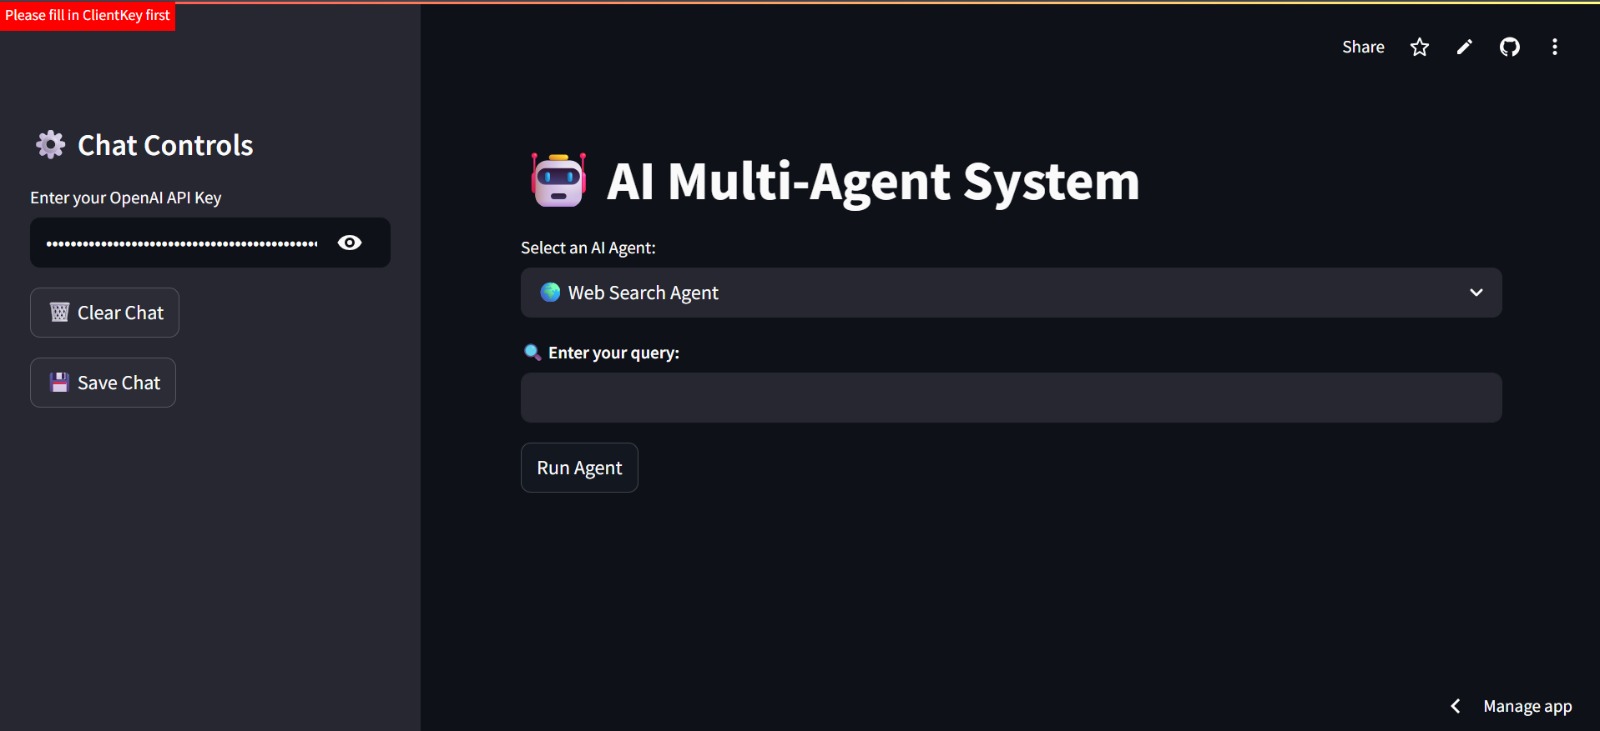 Please fill in ClientKey first
Share
Chat Controls
Enter your OpenAI API Key
Clear Chat
Save Chat
AI Multi-Agent System
Select an AI Agent:
Web Search Agent
Enter your query:
Run Agent
Manage app